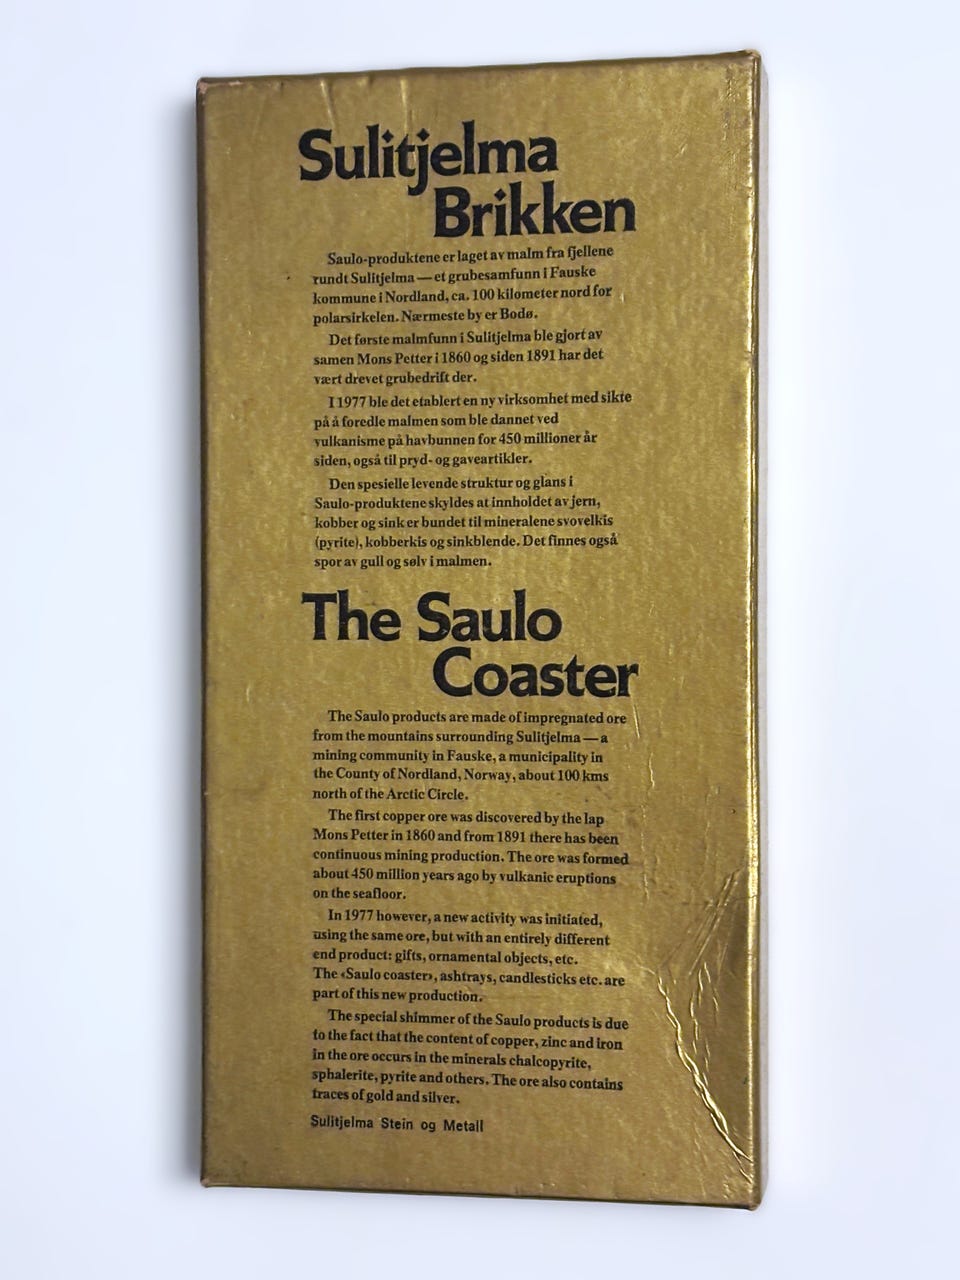 Sulitjelma
Brikken
Saulo-produktene er laget av malm fra fjellene
rundt Sulitjelma — et grubesamfunn i Fauske
kommune i Nordland, ca. 100 kilometer nord for
polarsirkelen. Nærmeste by er Bodø.
Det første malmfunn i Sulitjelma ble gjort av
samen Mons Petter i 1860 og siden 1891 har det
vært drevet grubedrift der.
I 1977 ble det etablert en ny virksomhet med sikte
på å foredle malmen som ble dannet ved
vulkanisme på havbunnen for 450 millioner år
siden, også til pryd- og gaveartikler.
Den spesielle levende struktur og glans i
Saulo-produktene skyldes at innholdet av jern,
kobber og sink er bundet til mineralene svovelkis
(pyrite), kobberkis og sinkblende. Det finnes også
spor av gull og sølv i malmen.
The Saulo
Coaster
The Saulo products are made of impregnated ore
from the mountains surrounding Sulitjelma — a
mining community in Fauske, a municipality in
the County of Nordland, Norway, about 100 kms
north of the Arctic Circle.
The first copper ore was discovered by the lap
Mons Petter in 1860 and from 1891 there has been
continuous mining production. The ore was formed
about 450 million years ago by vulkanic eruptions
on the seafloor.
In 1977 however, a new activity was initiated,
using the same ore, but with an entirely different
end product: gifts, ornamental objects, etc.
The «Saulo coaster», ashtrays, candlesticks etc. are
part of this new production.
The special shimmer of the Saulo products is due
to the fact that the content of copper, zinc and iron
in the ore occurs in the minerals chalcopyrite,
sphalerite, pyrite and others. The ore also contains
traces of gold and silver.
Sulitjelma Stein og Metall